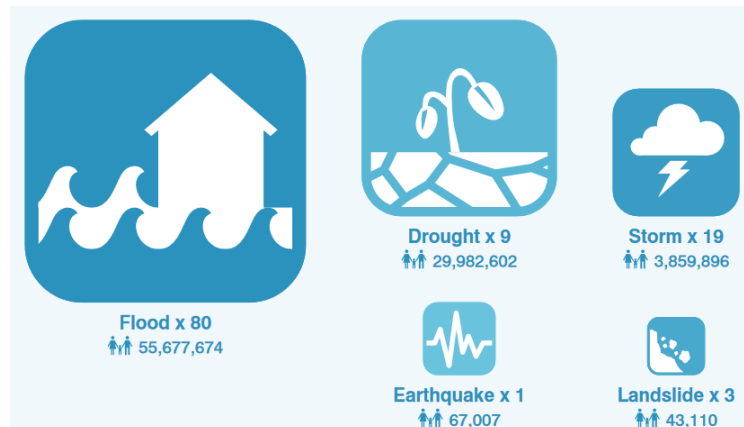 Flood x 80
55,677,674
Drought x 9
29,982,602
Storm x 19
3,859,896
Earthquake x 1
67,007
Landslide x 3
43,110